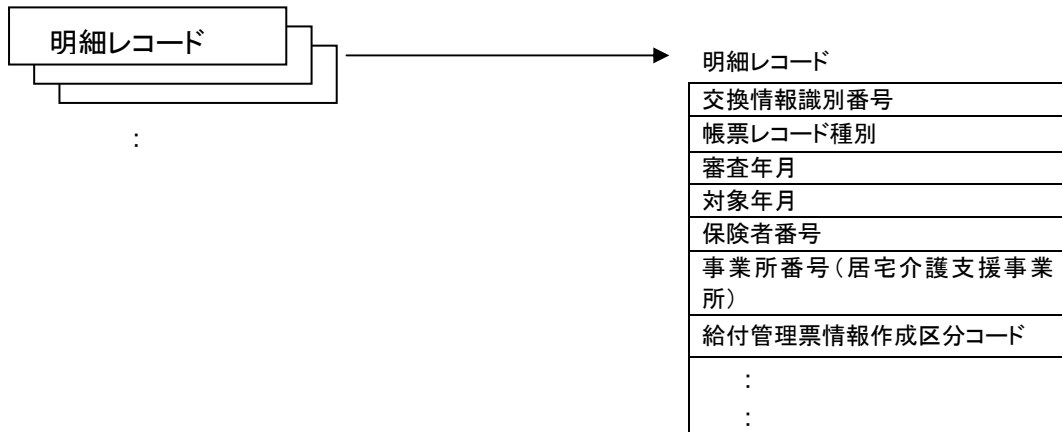 明細レコード
:
明細レコード
交換情報識別番号
帳票レコード種別
審査年月
対象年月
保険者番号
事業所番号（居宅介護支援事業
所）
給付管理票情報作成区分コード
:
: